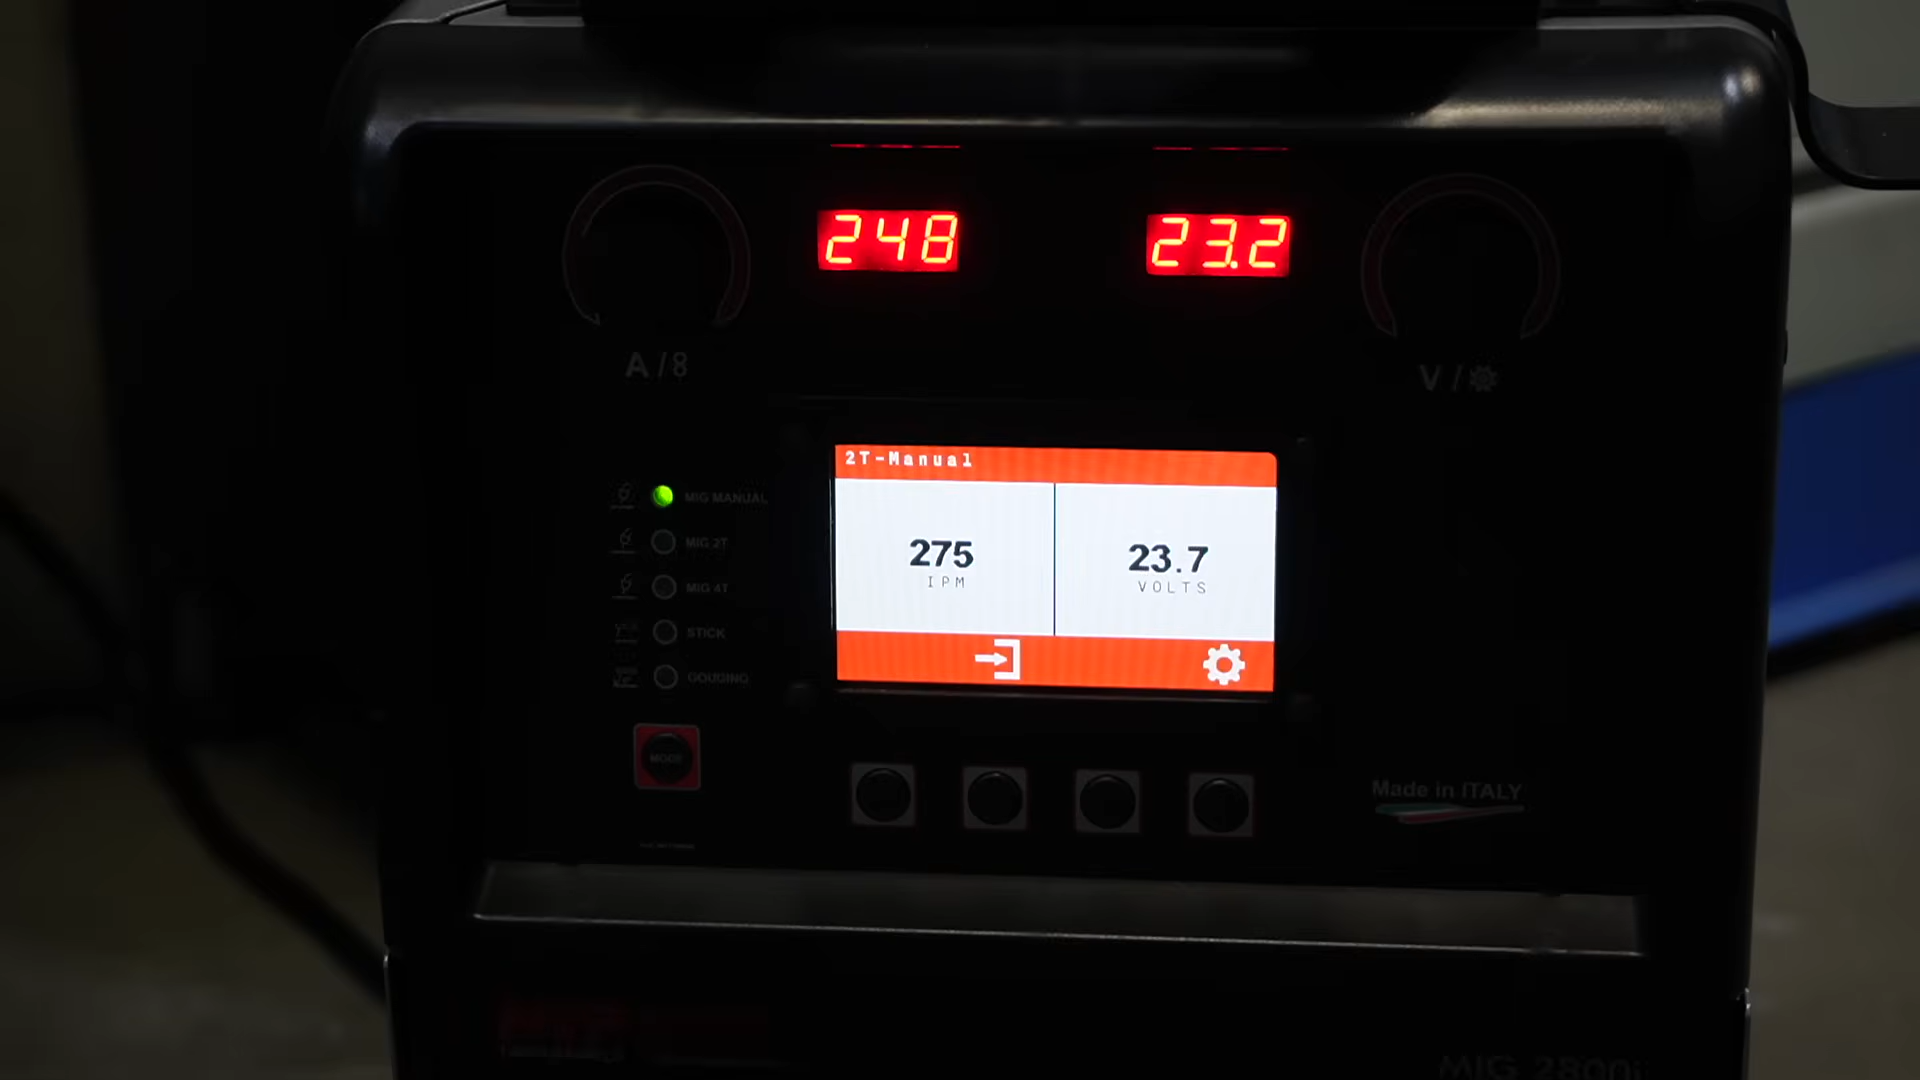 248 23.2
A/8 V/
2T-Manual
275 23.7
IPM VOLTS
MIG MANUAL
MIG 2T
MIG 4T
STICK
GOUGING
MODE
Made in ITALY